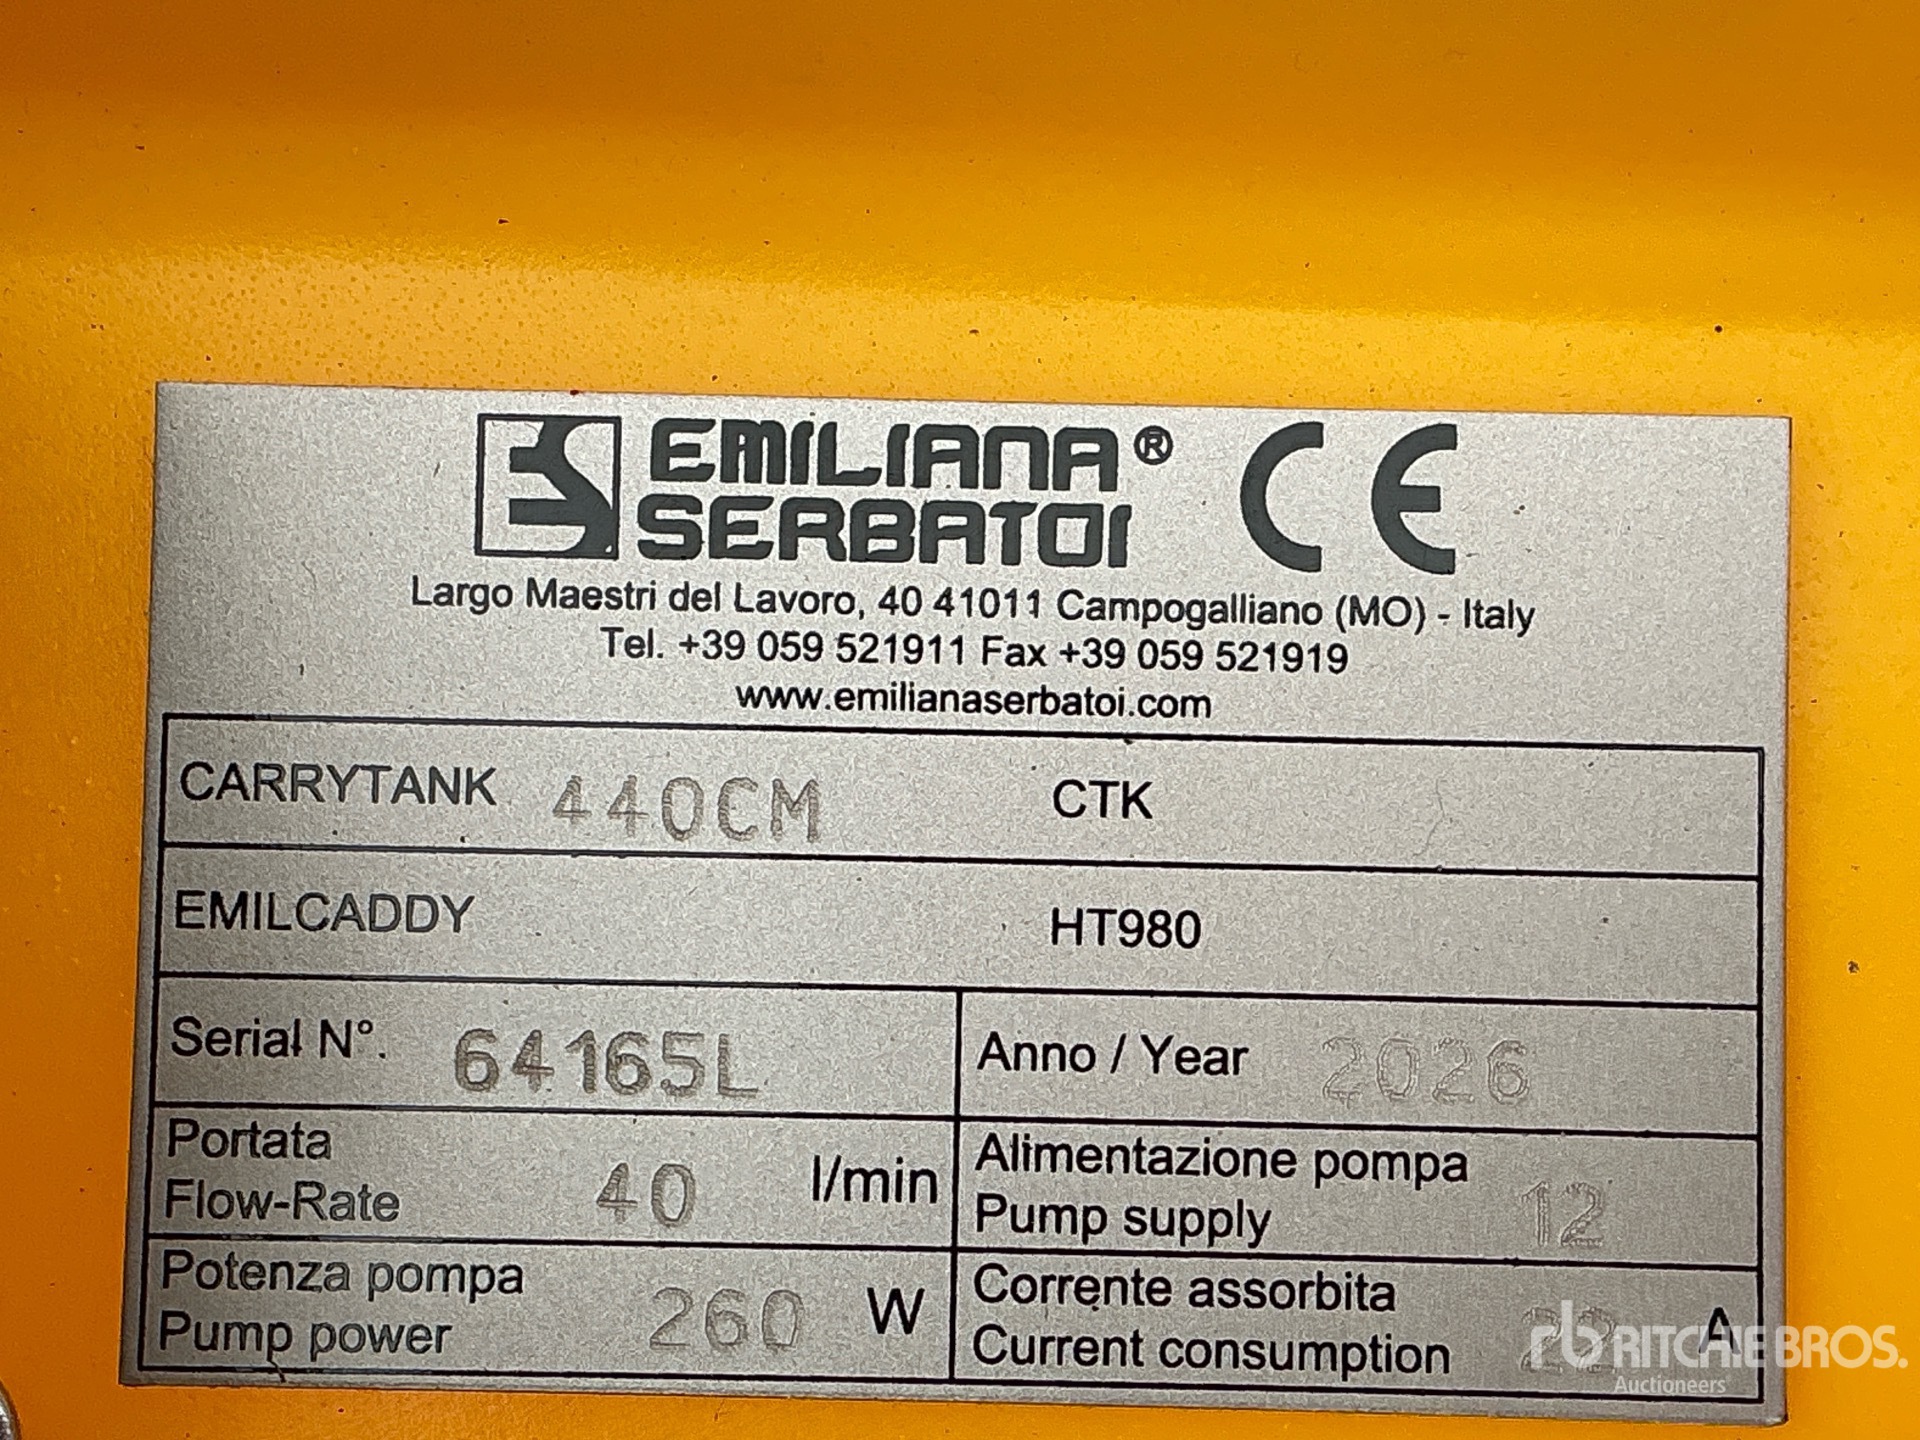 EMILIANA® CE
SERBATOI
Largo Maestri del Lavoro, 40 41011 Campogalliano (MO) - Italy
Tel. +39 059 521911 Fax +39 059 521919
www.emilianaserbatoi.com
CARRYTANK 440CM CTK
EMILCADDY HT980
Serial N°. 64165L
Anno / Year 2026
Portata
Flow-Rate 40 l/min
Alimentazione pompa
Pump supply 12
Potenza pompa
Pump power 260 W
Corrente assorbita
Current consumption 22 A
rb RITCHIE BROS.
Auctioneers